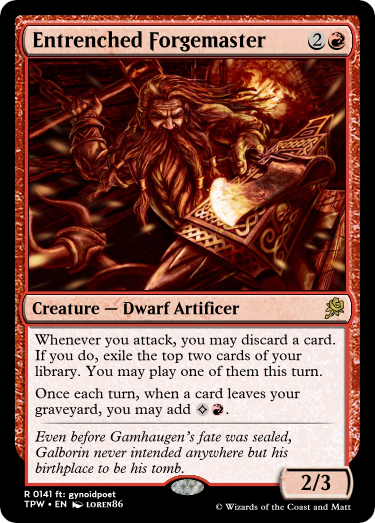 Entrenched Forgemaster 2
Creature — Dwarf Artificer
Whenever you attack, you may discard a card.
If you do, exile the top two cards of your
library. You may play one of them this turn.
Once each turn, when a card leaves your
graveyard, you may add.
Even before Gamhaugen's fate was sealed,
Galborin never intended anywhere but his
birthplace to be his tomb.
2/3
R 0141 ft: gynoidpoet
TPW • EN LOREN86
© Wizards of the Coast and Matt